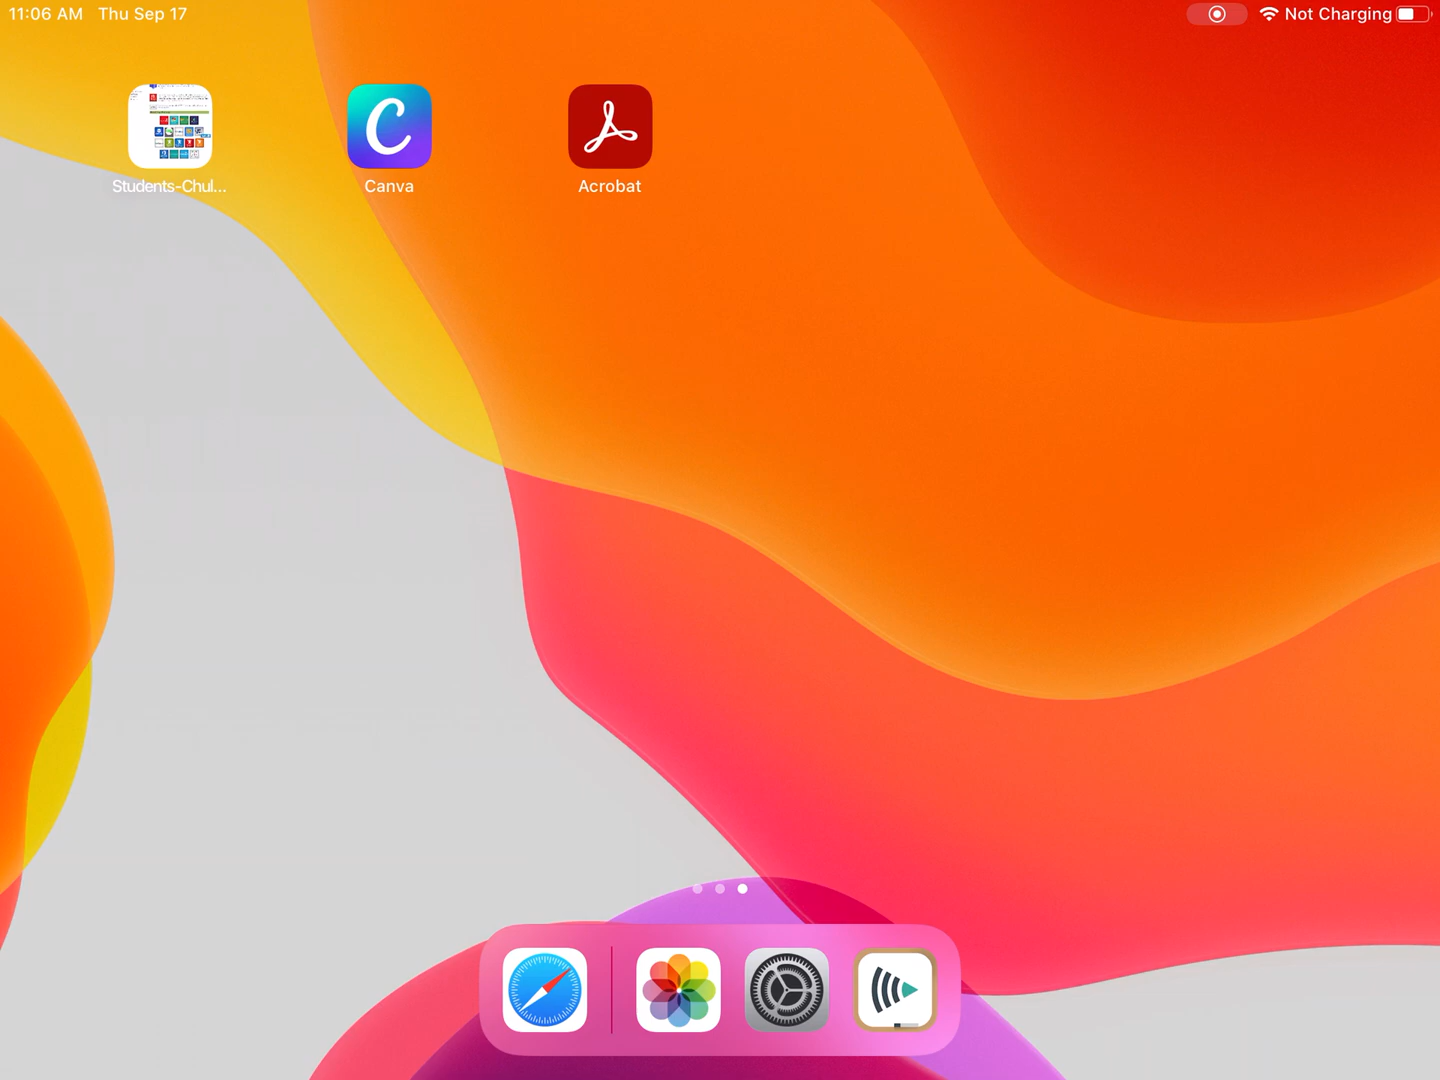 11:06 AM Thu Sep 17
Not Charging
Students-Chul...
Canva
Acrobat